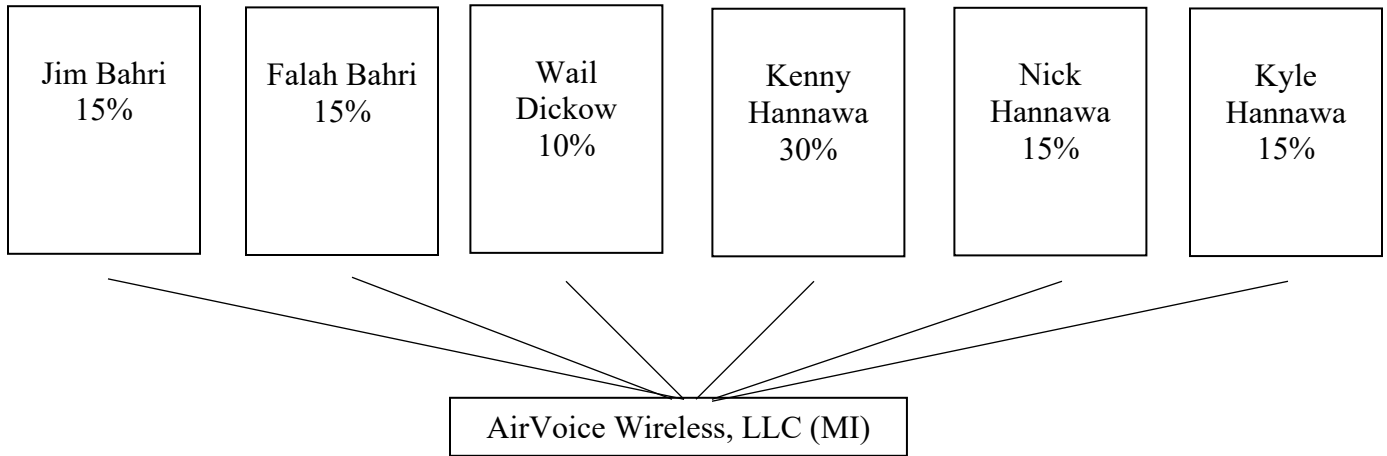 Jim Bahri
15%
Falah Bahri
15%
Wail
Dickow
10%
Kenny
Hannawa
30%
Nick
Hannawa
15%
Kyle
Hannawa
15%
AirVoice Wireless, LLC (MI)